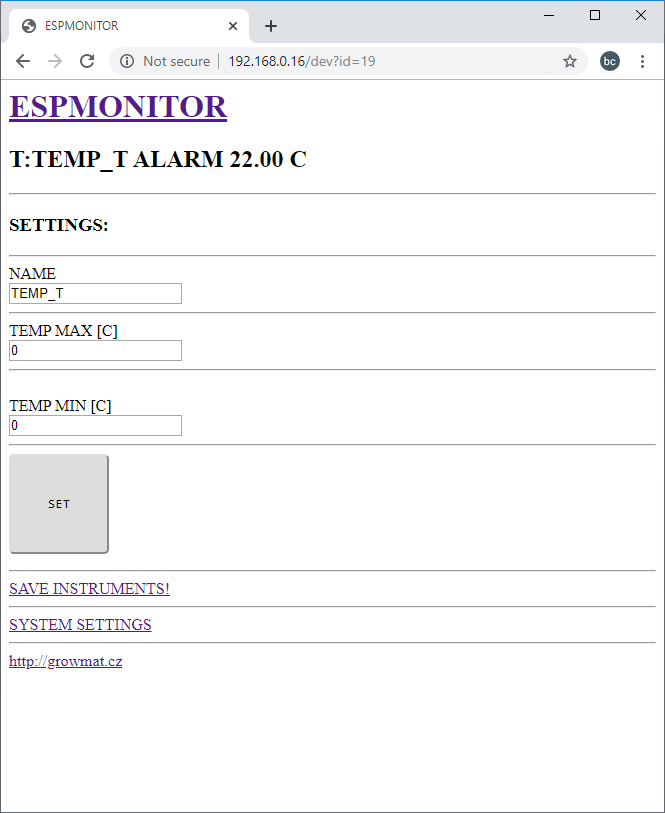 ESPMONITOR
Not secure | 192.168.0.16/dev?id=19
bc
ESPMONITOR
T:TEMP_T ALARM 22.00 C
SETTINGS:
NAME
TEMP_T
TEMP MAX [C]
0
TEMP MIN [C]
0
SET
SAVE INSTRUMENTS!
SYSTEM SETTINGS
http://growmat.cz